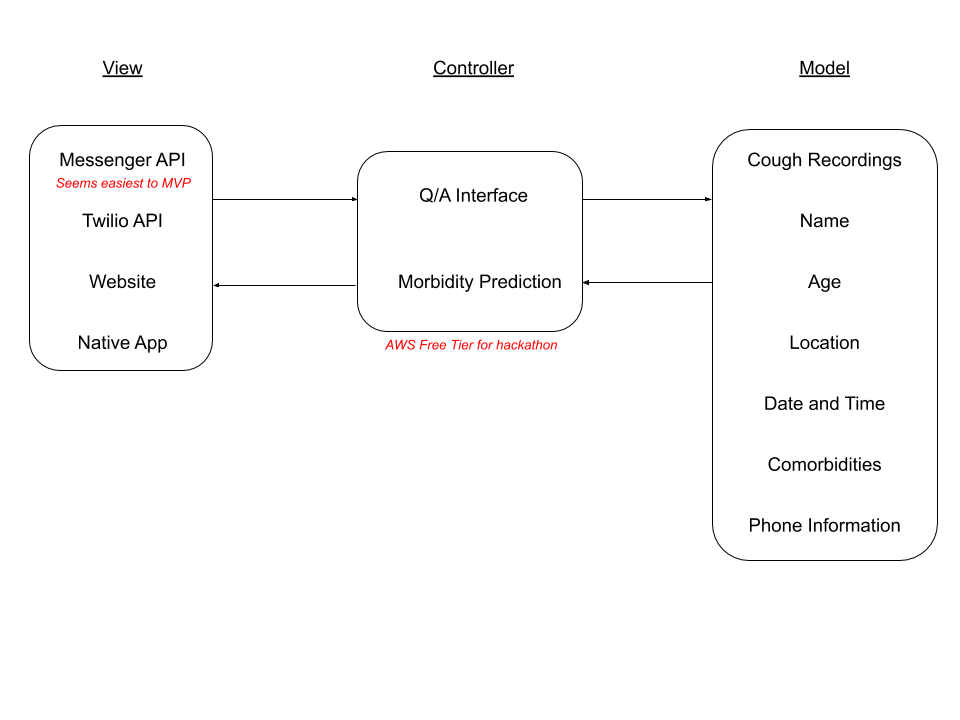 View
Controller
Model
Messenger API
Seems easiest to MVP
Twilio API
Website
Native App
Q/A Interface
Morbidity Prediction
AWS Free Tier for hackathon
Cough Recordings
Name
Age
Location
Date and Time
Comorbidities
Phone Information